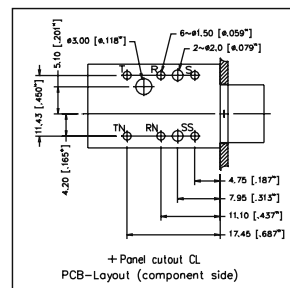 6-ø1.50 [ø.059"]
ø3.00 [ø.118"]
2-ø2.0 [ø.079"]
5.10 [.201"]
T R S
11.43 [.450"]
TN RN SS
4.20 [.165"]
4.75 [.187"]
7.95 [.313"]
11.10 [.437"]
17.45 [.687"]
+ Panel cutout CL
PCB-Layout (component side)